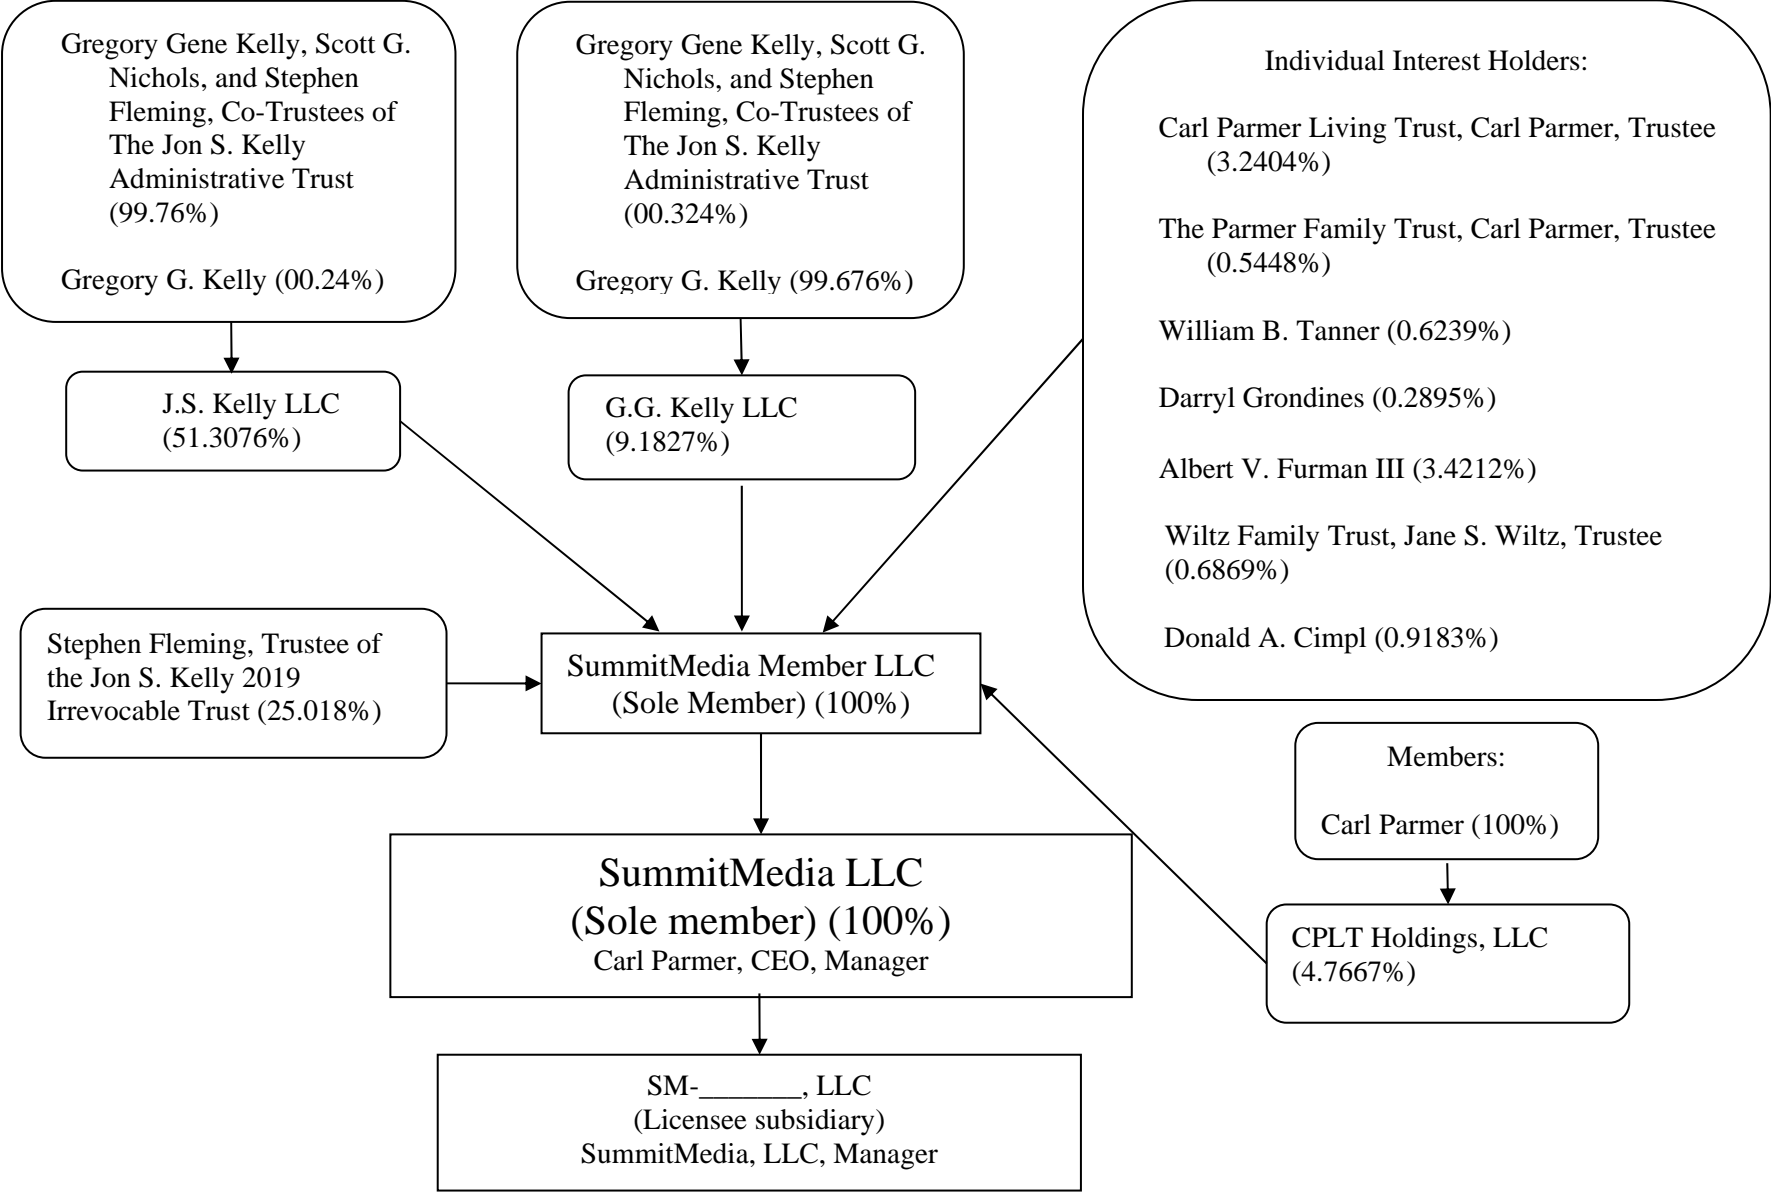 Gregory Gene Kelly, Scott G.
Nichols, and Stephen
Fleming, Co-Trustees of
The Jon S. Kelly
Administrative Trust
(99.76%)
Gregory G. Kelly (00.24%)
Gregory Gene Kelly, Scott G.
Nichols, and Stephen
Fleming, Co-Trustees of
The Jon S. Kelly
Administrative Trust
(00.324%)
Gregory G. Kelly (99.676%)
Individual Interest Holders:
Carl Parmer Living Trust, Carl Parmer, Trustee
(3.2404%)
The Parmer Family Trust, Carl Parmer, Trustee
(0.5448%)
William B. Tanner (0.6239%)
Darryl Grondines (0.2895%)
Albert V. Furman III (3.4212%)
Wiltz Family Trust, Jane S. Wiltz, Trustee
(0.6869%)
Donald A. Cimpl (0.9183%)
J.S. Kelly LLC
(51.3076%)
G.G. Kelly LLC
(9.1827%)
Stephen Fleming, Trustee of
the Jon S. Kelly 2019
Irrevocable Trust (25.018%)
SummitMedia Member LLC
(Sole Member) (100%)
Members:
Carl Parmer (100%)
CPLT Holdings, LLC
(4.7667%)
SummitMedia LLC
(Sole member) (100%)
Carl Parmer, CEO, Manager
SM-_______, LLC
(Licensee subsidiary)
SummitMedia, LLC, Manager